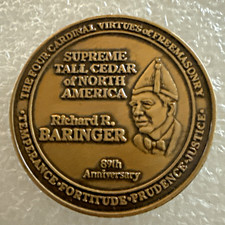 THE FOUR CARDINAL VIRTUES of FREEMASONRY
SUPREME
TALL CEDAR
of NORTH
AMERICA
Richard R.
BARINGER
89th
Anniversary
• TEMPERANCE • FORTITUDE • PRUDENCE • JUSTICE •